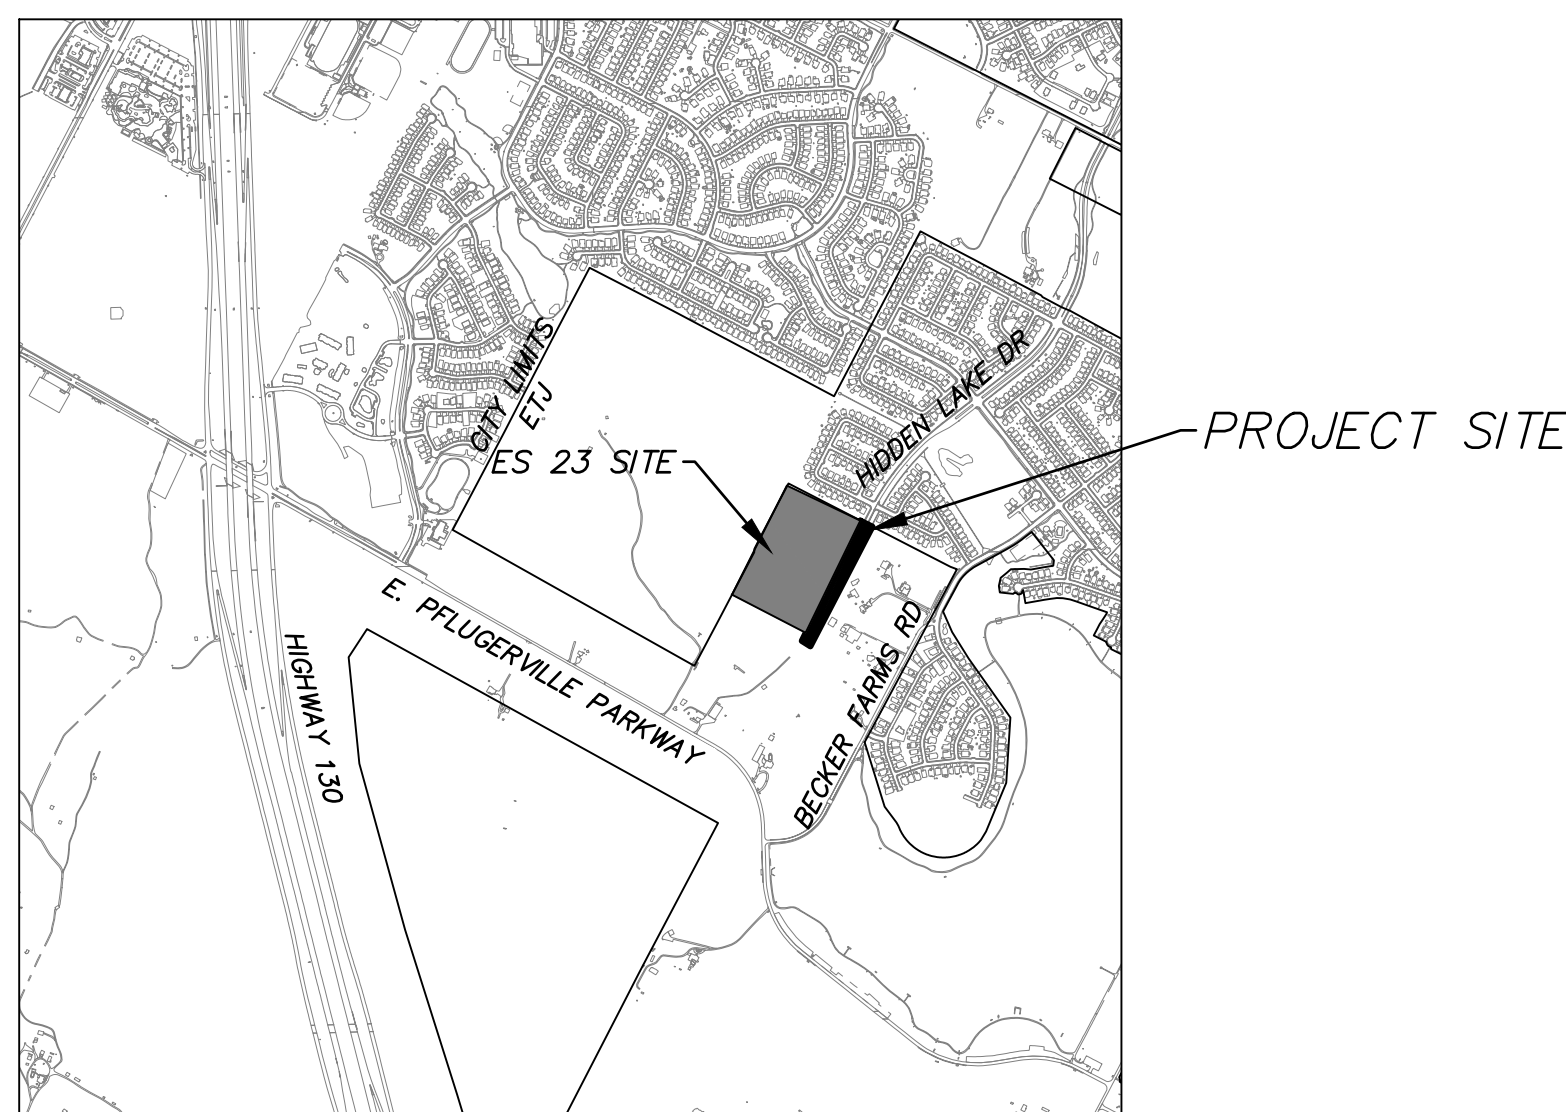 CITY LIMITS
ETJ
HIDDEN LAKE DR
PROJECT SITE
ES 23 SITE
E. PFLUGERVILLE PARKWAY
HIGHWAY 130
BECKER FARMS RD